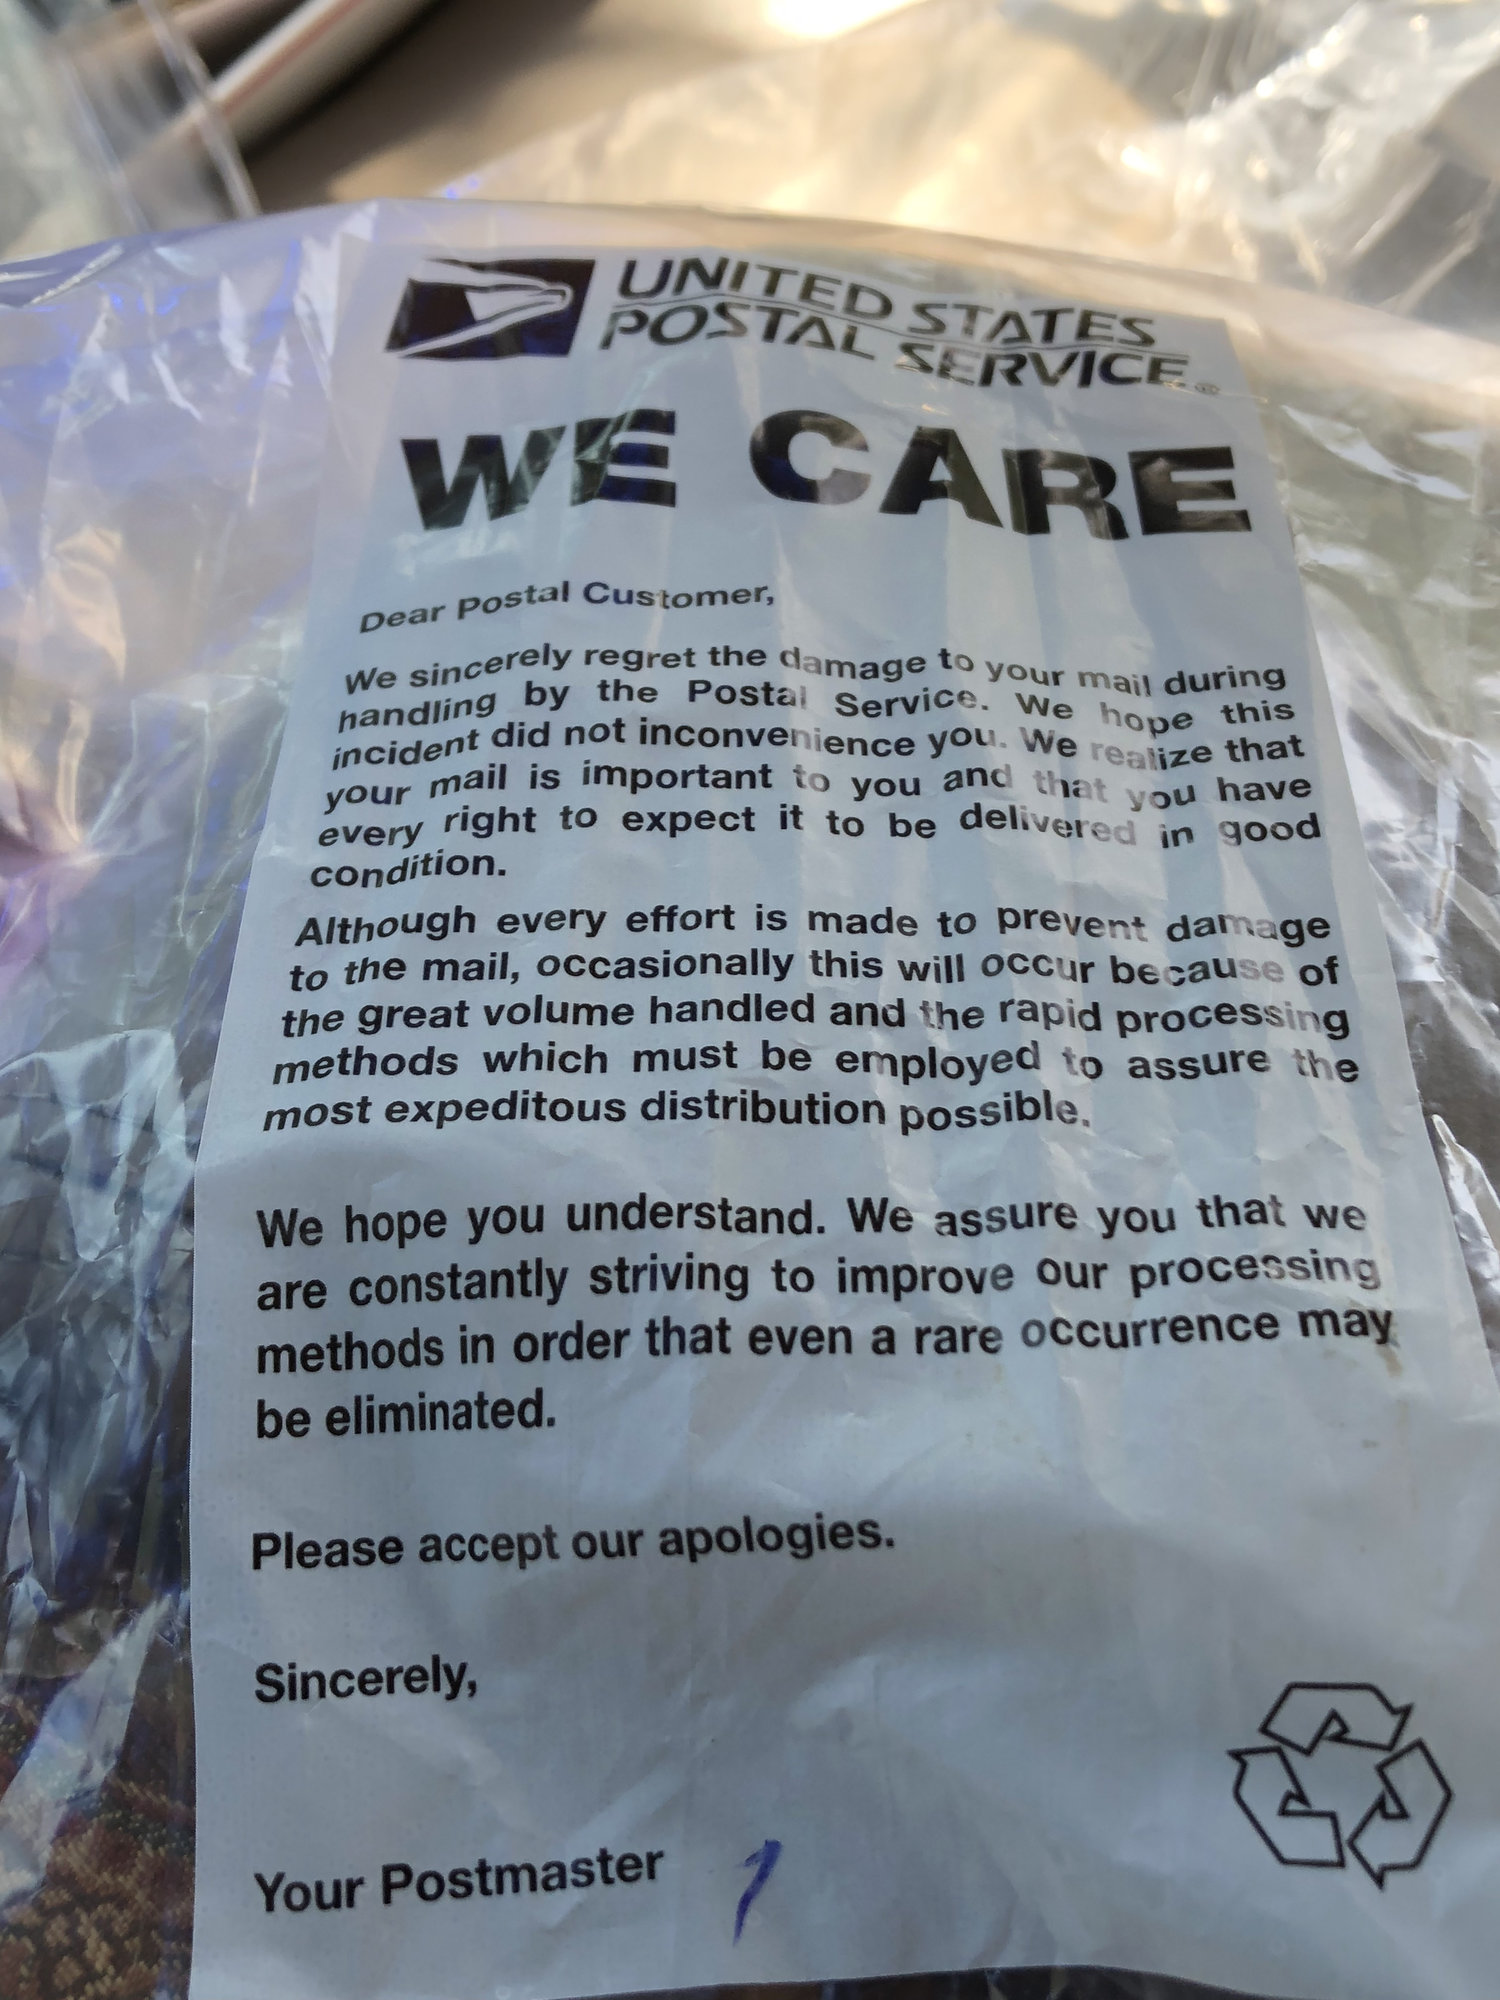 UNITED STATES
POSTAL SERVICE®
WE CARE
Dear Postal Customer,
We sincerely regret the damage to your mail during
handling by the Postal Service. We hope this
incident did not inconvenience you. We realize that
your mail is important to you and that you have
every right to expect it to be delivered in good
condition.
Although every effort is made to prevent damage
to the mail, occasionally this will occur because of
the great volume handled and the rapid processing
methods which must be employed to assure the
most expeditous distribution possible.
We hope you understand. We assure you that we
are constantly striving to improve our processing
methods in order that even a rare occurrence may
be eliminated.
Please accept our apologies.
Sincerely,
Your Postmaster 1